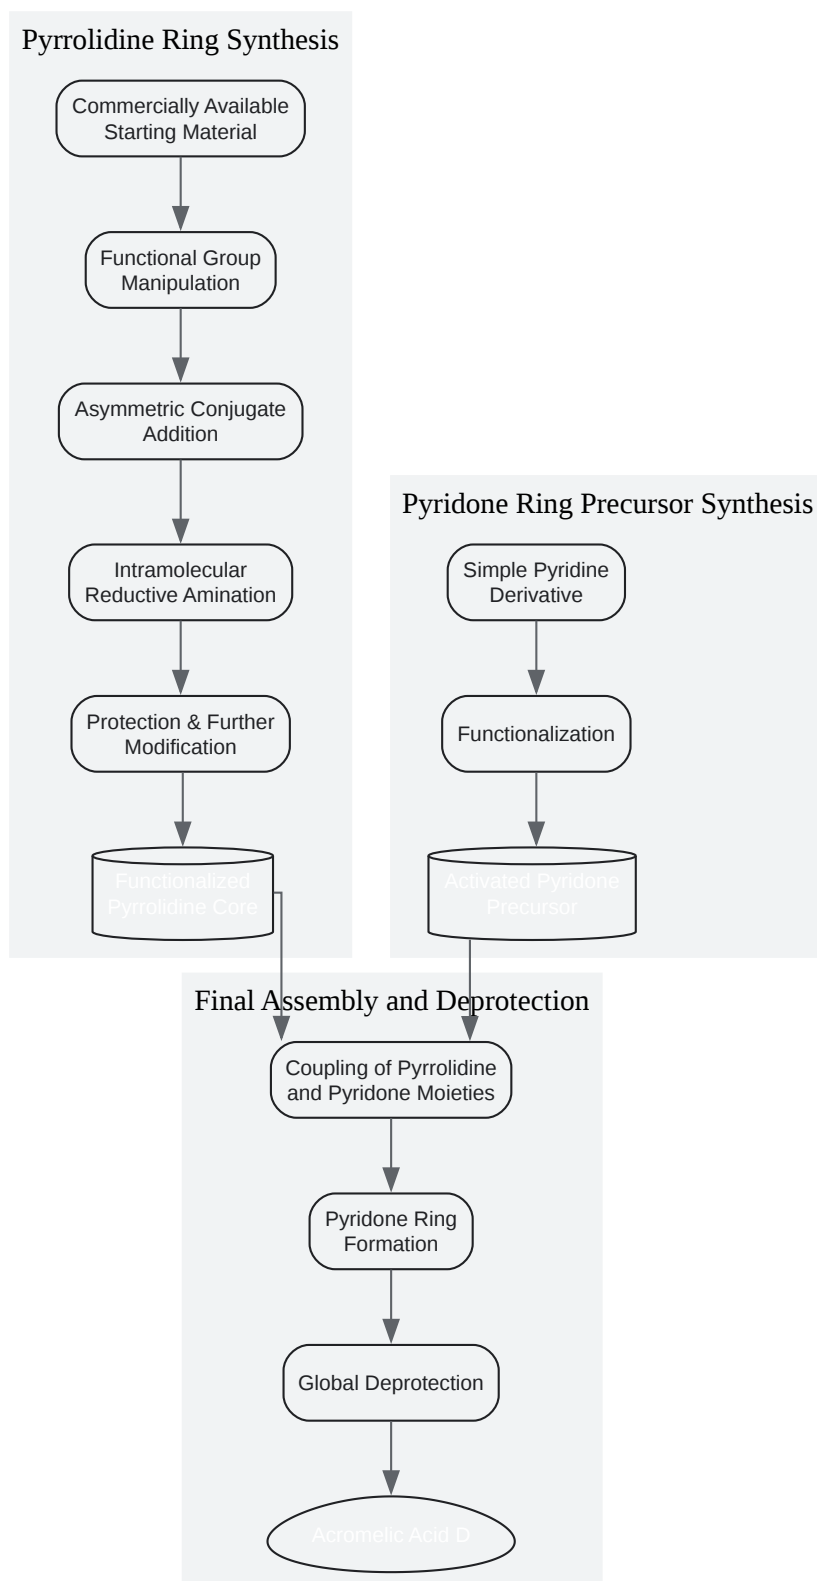 Pyrrolidine Ring Synthesis
Commercially Available
Starting Material
Functional Group
Manipulation
Asymmetric Conjugate
Addition
Intramolecular
Reductive Amination
Protection & Further
Modification
Functionalized
Pyrrolidine Core
Pyridone Ring Precursor Synthesis
Simple Pyridine
Derivative
Functionalization
Activated Pyridone
Precursor
Final Assembly and Deprotection
Coupling of Pyrrolidine
and Pyridone Moieties
Pyridone Ring
Formation
Global Deprotection
Acromelic Acid D